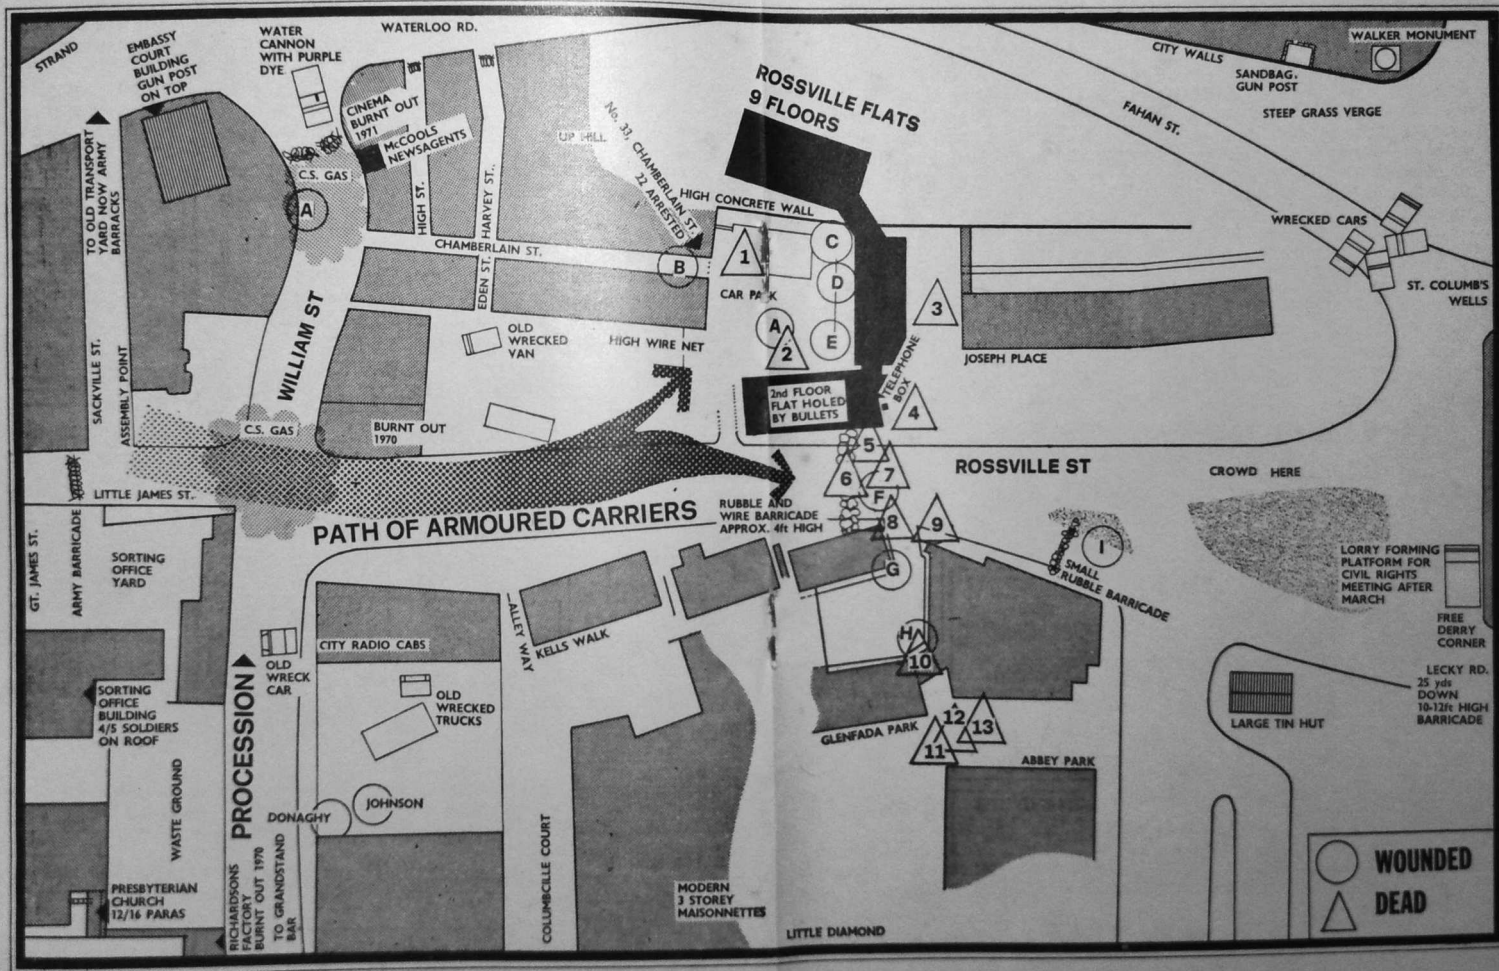 STRAND
EMBASSY
COURT
BUILDING
GUN POST
ON TOP
WATER
CANNON
WITH PURPLE
DYE
WATERLOO RD.
CINEMA
BURNT OUT
1971
McCOOLS
NEWSAGENTS
C.S. GAS
A
TO OLD TRANSPORT
YARD NOW ARMY
BARRACKS
HIGH ST.
HARVEY ST.
UP HILL
No. 33, CHAMBERLAIN ST.
22 ARRESTED
ROSSVILLE FLATS
9 FLOORS
HIGH CONCRETE WALL
CITY WALLS
SANDBAG.
GUN POST
WALKER MONUMENT
STEEP GRASS VERGE
FAHAN ST.
WRECKED CARS
ST. COLUMB'S
WELLS
CHAMBERLAIN ST.
EDEN ST.
B
1
C
D
CAR PARK
A
2
E
3
JOSEPH PLACE
WILLIAM ST
OLD
WRECKED
VAN
HIGH WIRE NET
TELEPHONE
BOX
SACKVILLE ST.
ASSEMBLY POINT
2nd FLOOR
FLAT HOLED
BY BULLETS
4
C.S. GAS
BURNT OUT
1970
5
6
7
F
8
9
ROSSVILLE ST
CROWD HERE
LITTLE JAMES ST.
PATH OF ARMOURED CARRIERS
RUBBLE AND
WIRE BARRICADE
APPROX. 4ft HIGH
GT. JAMES ST.
ARMY BARRICADE
SORTING
OFFICE
YARD
G
I
SMALL
RUBBLE BARRICADE
LORRY FORMING
PLATFORM FOR
CIVIL RIGHTS
MEETING AFTER
MARCH
FREE
DERRY
CORNER
CITY RADIO CABS
ALLEY WAY
KELLS WALK
H
10
OLD
WRECK
CAR
OLD
WRECKED
TRUCKS
SORTING
OFFICE
BUILDING
4/5 SOLDIERS
ON ROOF
LECKY RD.
25 yds
DOWN
10-12ft HIGH
BARRICADE
LARGE TIN HUT
GLENFADA PARK
11
12
13
ABBEY PARK
PROCESSION
WASTE GROUND
DONAGHY
JOHNSON
PRESBYTERIAN
CHURCH
12/16 PARAS
RICHARDSONS
FACTORY
BURNT OUT 1970
TO GRANDSTAND
BAR
COLUMBCILLE COURT
MODERN
3 STOREY
MAISONNETTES
LITTLE DIAMOND
WOUNDED
DEAD